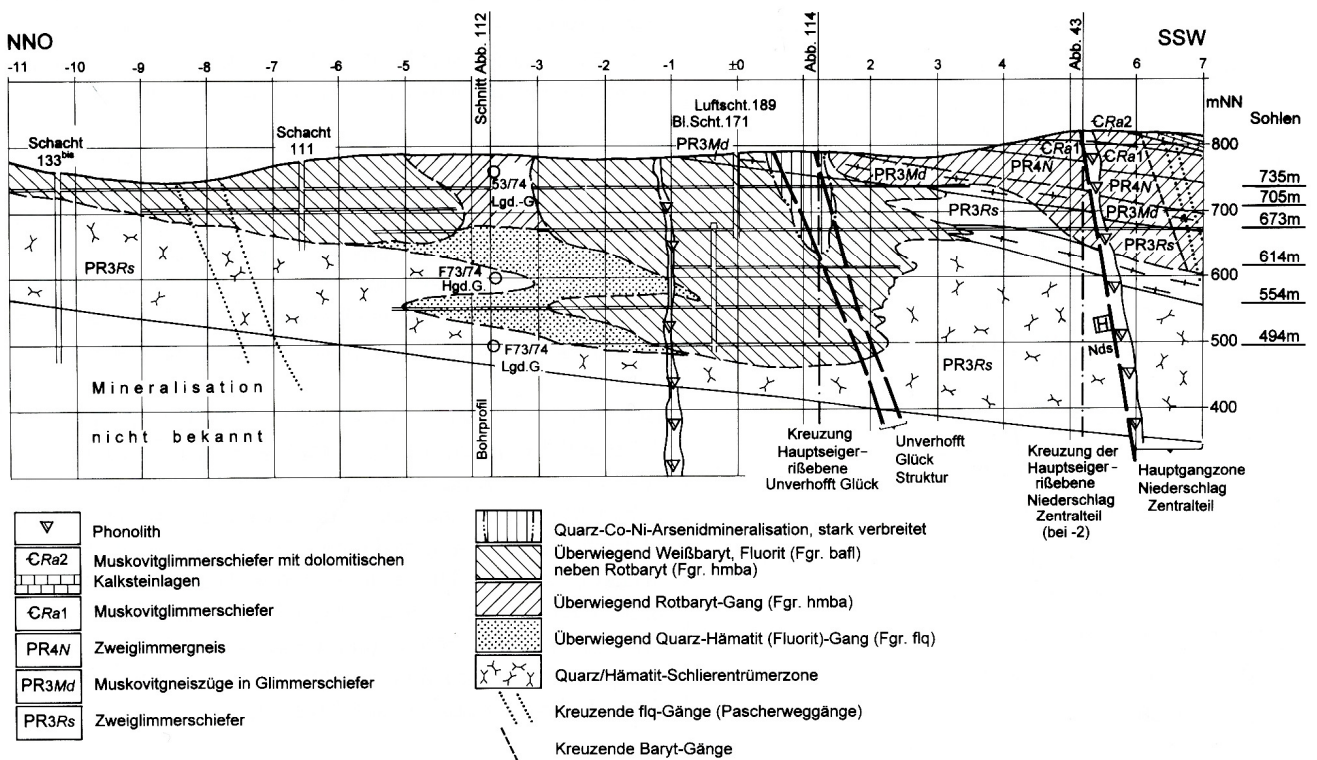 NNO
SSW
-11 -10 -9 -8 -7 -6 -5 -3 -2 -1 ±0 2 3 4 6 7
Schnitt Abb. 112
Abb. 114
Abb. 43
mNN
Sohlen
Schacht
133bis
Schacht
111
Luftscht.189
Bl.Scht.171
PR3Md
53/74
Lgd.-G.
F73/74
Hgd.G.
F73/74
Lgd.G.
PR3Rs
Mineralisation
nicht bekannt
Bohrprofil
PR3Md
PR3Rs
PR3Rs
ЄRa2
ЄRa1
ЄRa1
PR4N
PR4N
PR3Md
PR3Rs
H
Nds
800
700
600
500
400
735m
705m
673m
614m
554m
494m
Kreuzung
Hauptseiger-
rißebene
Unverhofft Glück
Unverhofft
Glück
Struktur
Kreuzung der
Hauptseiger-
rißebene
Niederschlag
Zentralteil
(bei -2)
Hauptgangzone
Niederschlag
Zentralteil
Phonolith
ЄRa2 Muskovitglimmerschiefer mit dolomitischen
Kalksteinlagen
ЄRa1 Muskovitglimmerschiefer
PR4N Zweiglimmergneis
PR3Md Muskovitgneiszüge in Glimmerschiefer
PR3Rs Zweiglimmerschiefer
Quarz-Co-Ni-Arsenidmineralisation, stark verbreitet
Überwiegend Weißbaryt, Fluorit (Fgr. bafl)
neben Rotbaryt (Fgr. hmba)
Überwiegend Rotbaryt-Gang (Fgr. hmba)
Überwiegend Quarz-Hämatit (Fluorit)-Gang (Fgr. flq)
Quarz/Hämatit-Schlierentrümerzone
Kreuzende flq-Gänge (Pascherweggänge)
Kreuzende Baryt-Gänge